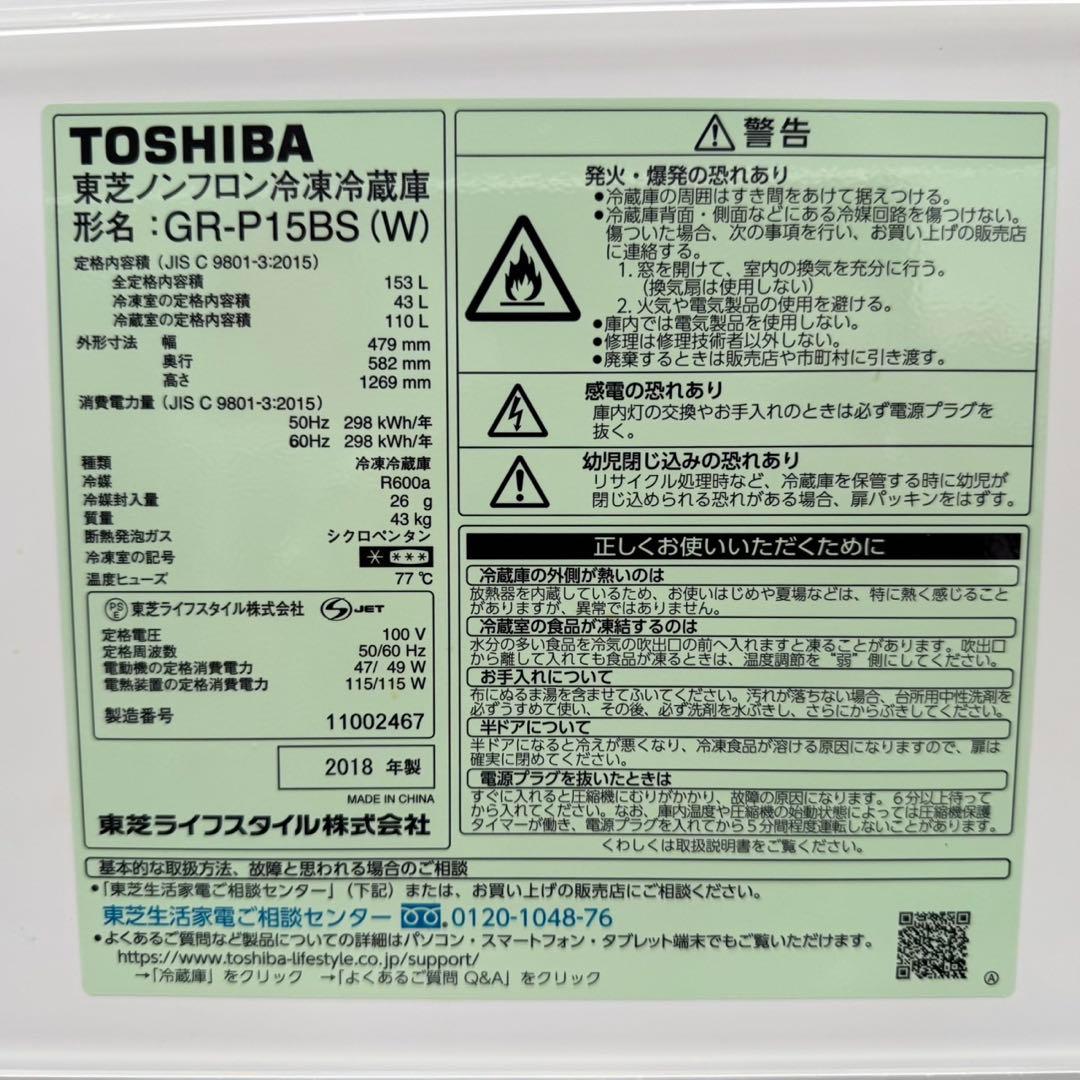 TOSHIBA
東芝ノンフロン冷凍冷蔵庫
形名：GR-P15BS (W)
定格内容積 (JIS C 9801-3:2015)
全定格内容積 153 L
冷凍室の定格内容積 43 L
冷蔵室の定格内容積 110 L
外形寸法 幅 479 mm
奥行 582 mm
高さ 1269 mm
消費電力量 (JIS C 9801-3:2015)
50Hz 298 kWh/年
60Hz 298 kWh/年
種類 冷凍冷蔵庫
冷媒 R600a
冷媒封入量 26 g
質量 43 kg
断熱発泡ガス シクロペンタン
冷凍室の記号 * ***
温度ヒューズ 77 ℃
PSE 東芝ライフスタイル株式会社 S JET
定格電圧 100 V
定格周波数 50/60 Hz
電動機の定格消費電力 47/ 49 W
電熱装置の定格消費電力 115/115 W
製造番号 11002467
2018 年製
MADE IN CHINA
東芝ライフスタイル株式会社
警告
発火・爆発の恐れあり
●冷蔵庫の周囲はすき間をあけて据えつける。
●冷蔵庫背面・側面などにある冷媒回路を傷つけない。
傷ついた場合、次の事項を行い、お買い上げの販売店
に連絡する。
1. 窓を開けて、室内の換気を充分に行う。
(換気扇は使用しない)
2. 火気や電気製品の使用を避ける。
●庫内では電気製品を使用しない。
●修理は修理技術者以外しない。
●廃棄するときは販売店や市町村に引き渡す。
感電の恐れあり
庫内灯の交換やお手入れのときは必ず電源プラグを
抜く。
幼児閉じ込みの恐れあり
リサイクル処理時など、冷蔵庫を保管する時に幼児が
閉じ込められる恐れがある場合、扉パッキンをはずす。
正しくお使いいただくために
冷蔵庫の外側が熱いのは
放熱器を内蔵しているため、お使いはじめや夏場などは、特に熱く感じること
がありますが、異常ではありません。
冷蔵室の食品が凍結するのは
水分の多い食品を冷気の吹出口の前へ入れますと凍ることがあります。吹出口
から離して入れても食品が凍るときは、温度調節を“弱”側にしてください。
お手入れについて
布にぬるま湯を含ませてふいてください。汚れが落ちない場合、台所用中性洗剤を
必ずうすめて使い、その後、必ず洗剤を水ぶきし、さらにからぶきしてください。
半ドアについて
半ドアになると冷えが悪くなり、冷凍食品が溶ける原因になりますので、扉は
確実に閉めてください。
電源プラグを抜いたときは
すぐに入れると圧縮機にむりがかかり、故障の原因になります。6分以上待って
から入れてください。なお、庫内温度や圧縮機の始動状態によっては圧縮機保護
タイマーが働き、電源プラグを入れてから5分間程度運転しないことがあります。
くわしくは取扱説明書をご覧ください。
基本的な取扱方法、故障と思われる場合のご相談
●「東芝生活家電ご相談センター」（下記）または、お買い上げの販売店にご相談ください。
東芝生活家電ご相談センター 0120-1048-76
●よくあるご質問など製品についての詳細はパソコン・スマートフォン・タブレット端末でもご覧いただけます。
https://www.toshiba-lifestyle.co.jp/support/
→「冷蔵庫」をクリック →「よくあるご質問 Q&A」をクリック
Ⓐ